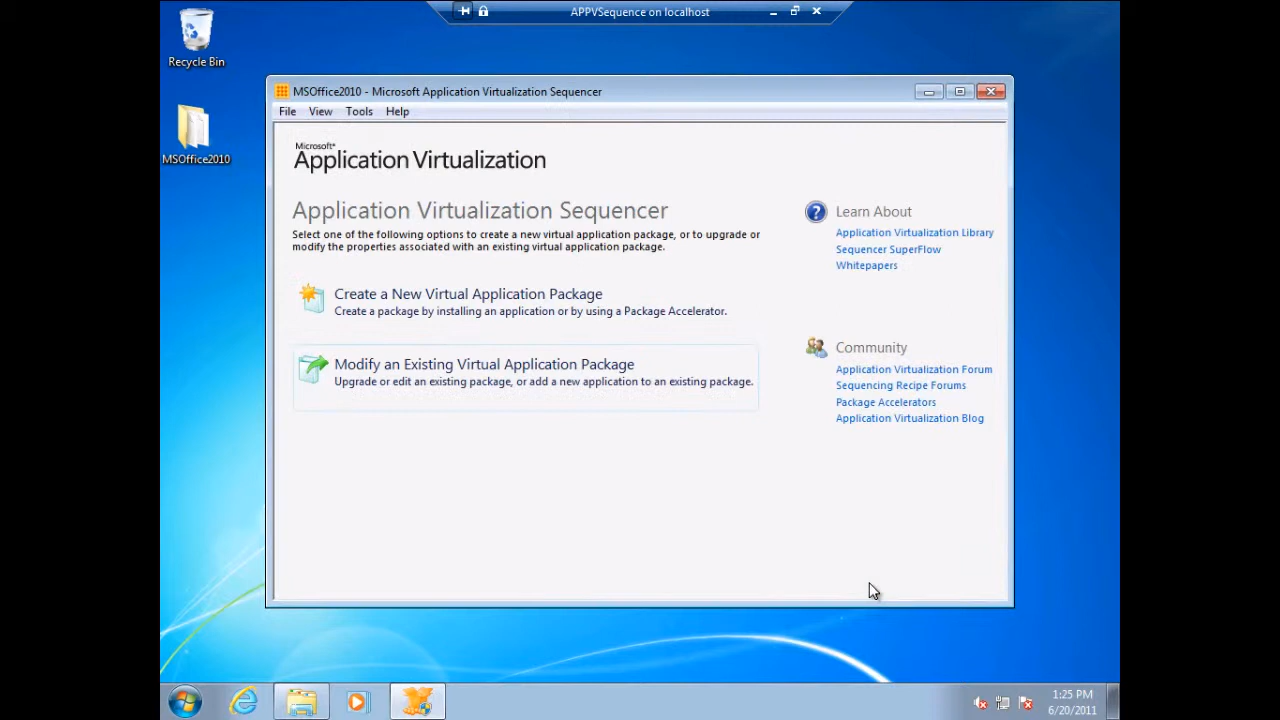 APPVSequence on localhost
Recycle Bin
MSOffice2010
MSOffice2010 - Microsoft Application Virtualization Sequencer
File View Tools Help
Microsoft®
Application Virtualization
Application Virtualization Sequencer
Select one of the following options to create a new virtual application package, or to upgrade or
modify the properties associated with an existing virtual application package.
Create a New Virtual Application Package
Create a package by installing an application or by using a Package Accelerator.
Modify an Existing Virtual Application Package
Upgrade or edit an existing package, or add a new application to an existing package.
Learn About
Application Virtualization Library
Sequencer SuperFlow
Whitepapers
Community
Application Virtualization Forum
Sequencing Recipe Forums
Package Accelerators
Application Virtualization Blog
1:25 PM
6/20/2011